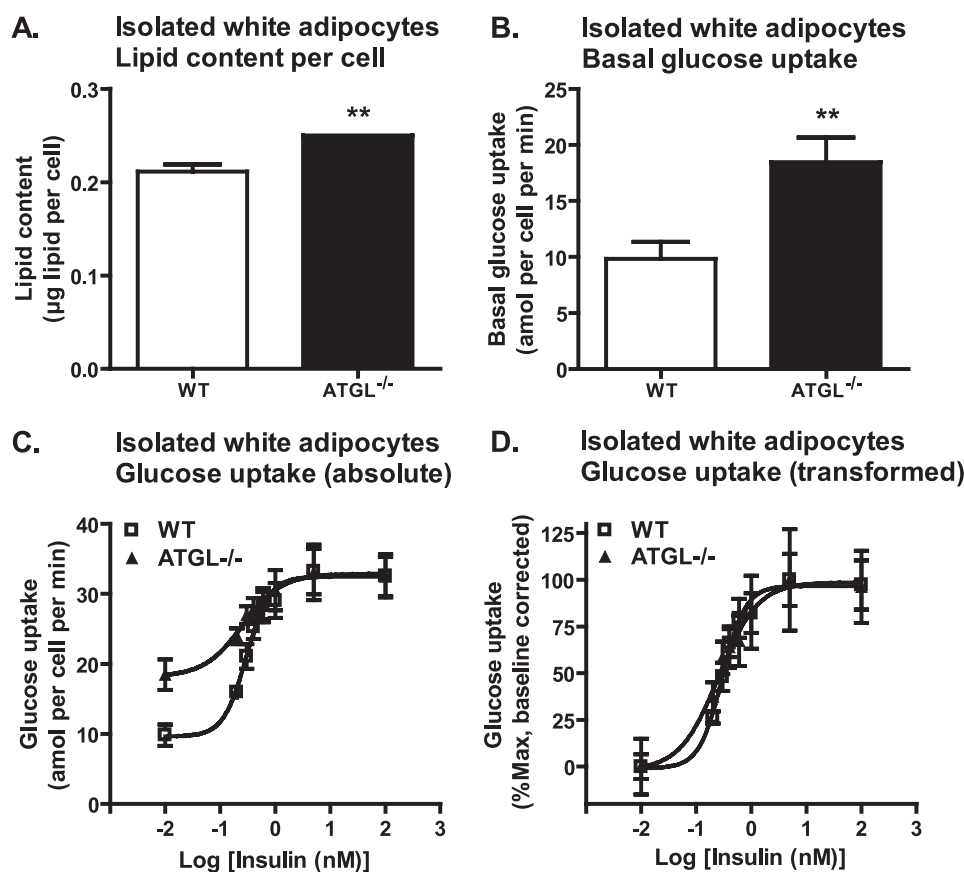 A. Isolated white adipocytes
Lipid content per cell
Lipid content
(μg lipid per cell)
0.3
0.2
0.1
0.0
**
WT
ATGL-/-
B. Isolated white adipocytes
Basal glucose uptake
Basal glucose uptake
(amol per cell per min)
25
20
15
10
5
0
**
WT
ATGL-/-
C. Isolated white adipocytes
Glucose uptake (absolute)
WT
ATGL-/-
Glucose uptake
(amol per cell per min)
40
30
20
10
0
-2 -1 0 1 2 3
Log [Insulin (nM)]
D. Isolated white adipocytes
Glucose uptake (transformed)
WT
ATGL-/-
Glucose uptake
(%Max, baseline corrected)
125
100
75
50
25
0
-2 -1 0 1 2 3
Log [Insulin (nM)]